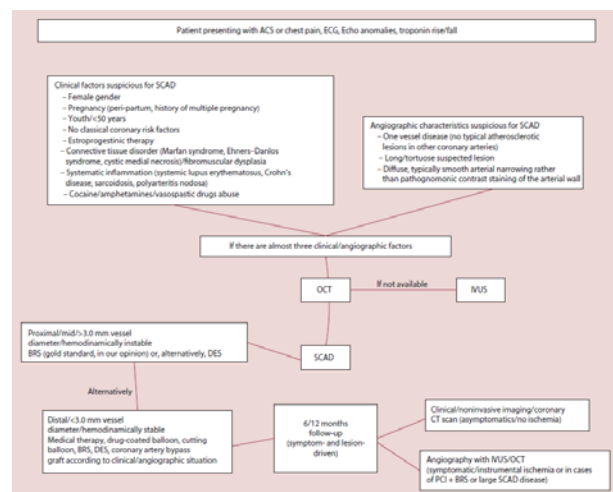 Patient presenting with ACS or chest pain, ECG, Echo anomalies, troponin rise/fall
Clinical factors suspicious for SCAD
– Female gender
– Pregnancy (peri-partum, history of multiple pregnancy)
– Youth/<50 years
– No classical coronary risk factors
– Estroprogestinic therapy
– Connective tissue disorder (Marfan syndrome, Ehners–Danlos
syndrome, cystic medial necrosis)/fibromuscular dysplasia
– Systematic inflammation (systemic lupus erythematosus, Crohn's
disease, sarcoidosis, polyarteritis nodosa)
– Cocaine/amphetamines/vasospastic drugs abuse
Angiographic characteristics suspicious for SCAD
– One vessel disease (no typical atherosclerotic
lesions in other coronary arteries)
– Long/tortuose suspected lesion
– Diffuse, typically smooth arterial narrowing rather
than pathognomonic contrast staining of the arterial wall
If there are almost three clinical/angiographic factors
OCT
If not available
IVUS
SCAD
Proximal/mid/>3.0 mm vessel
diameter/hemodinamically instable
BRS (gold standard, in our opinion) or, alternatively, DES
Alternatively
Distal/<3.0 mm vessel
diameter/hemodinamically stable
Medical therapy, drug-coated balloon, cutting
balloon, BRS, DES, coronary artery bypass
graft according to clinical/angiographic situation
6/12 months
follow-up
(symptom- and lesion-
driven)
Clinical/noninvasive imaging/coronary
CT scan (asymptomatics/no ischemia)
Angiography with IVUS/OCT
(symptomatic/instrumental ischemia or in cases
of PCI + BRS or large SCAD disease)